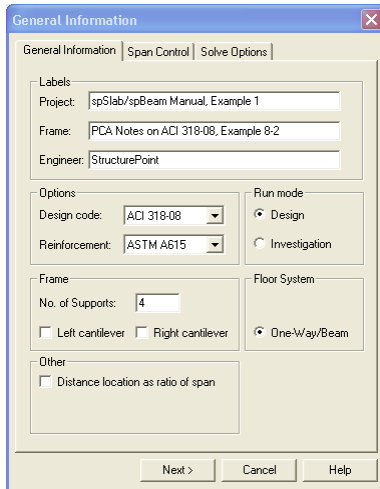 General Information
General Information Span Control Solve Options
Labels
Project: spSlab/spBeam Manual, Example 1
Frame: PCA Notes on ACI 318-08, Example 8-2
Engineer: StructurePoint
Options
Design code: ACI 318-08
Reinforcement: ASTM A615
Run mode
Design
Investigation
Frame
No. of Supports: 4
Left cantilever Right cantilever
Floor System
One-Way/Beam
Other
Distance location as ratio of span
Next > Cancel Help